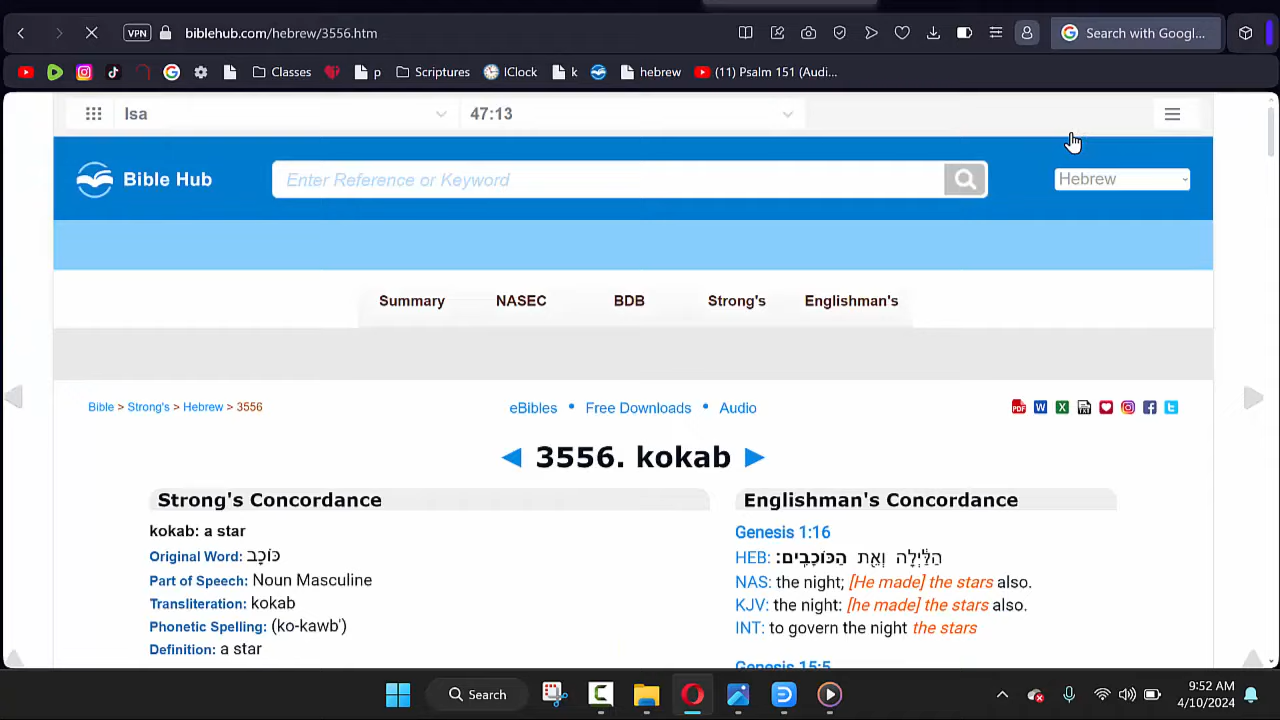 VPN biblehub.com/hebrew/3556.htm Search with Googl...
Classes p Scriptures IClock k hebrew (11) Psalm 151 (Audi...
Isa 47:13
Bible Hub Enter Reference or Keyword Hebrew
Summary NASEC BDB Strong's Englishman's
Bible > Strong's > Hebrew > 3556 eBibles • Free Downloads • Audio
◄ 3556. kokab ►
Strong's Concordance
kokab: a star
Original Word: כּוֹכָב
Part of Speech: Noun Masculine
Transliteration: kokab
Phonetic Spelling: (ko-kawb')
Definition: a star
Englishman's Concordance
Genesis 1:16
HEB: הַלַּ֔יְלָה וְאֵ֖ת הַכּוֹכָבִֽים׃
NAS: the night; [He made] the stars also.
KJV: the night: [he made] the stars also.
INT: to govern the night the stars
Genesis 15:5
Search
9:52 AM
4/10/2024